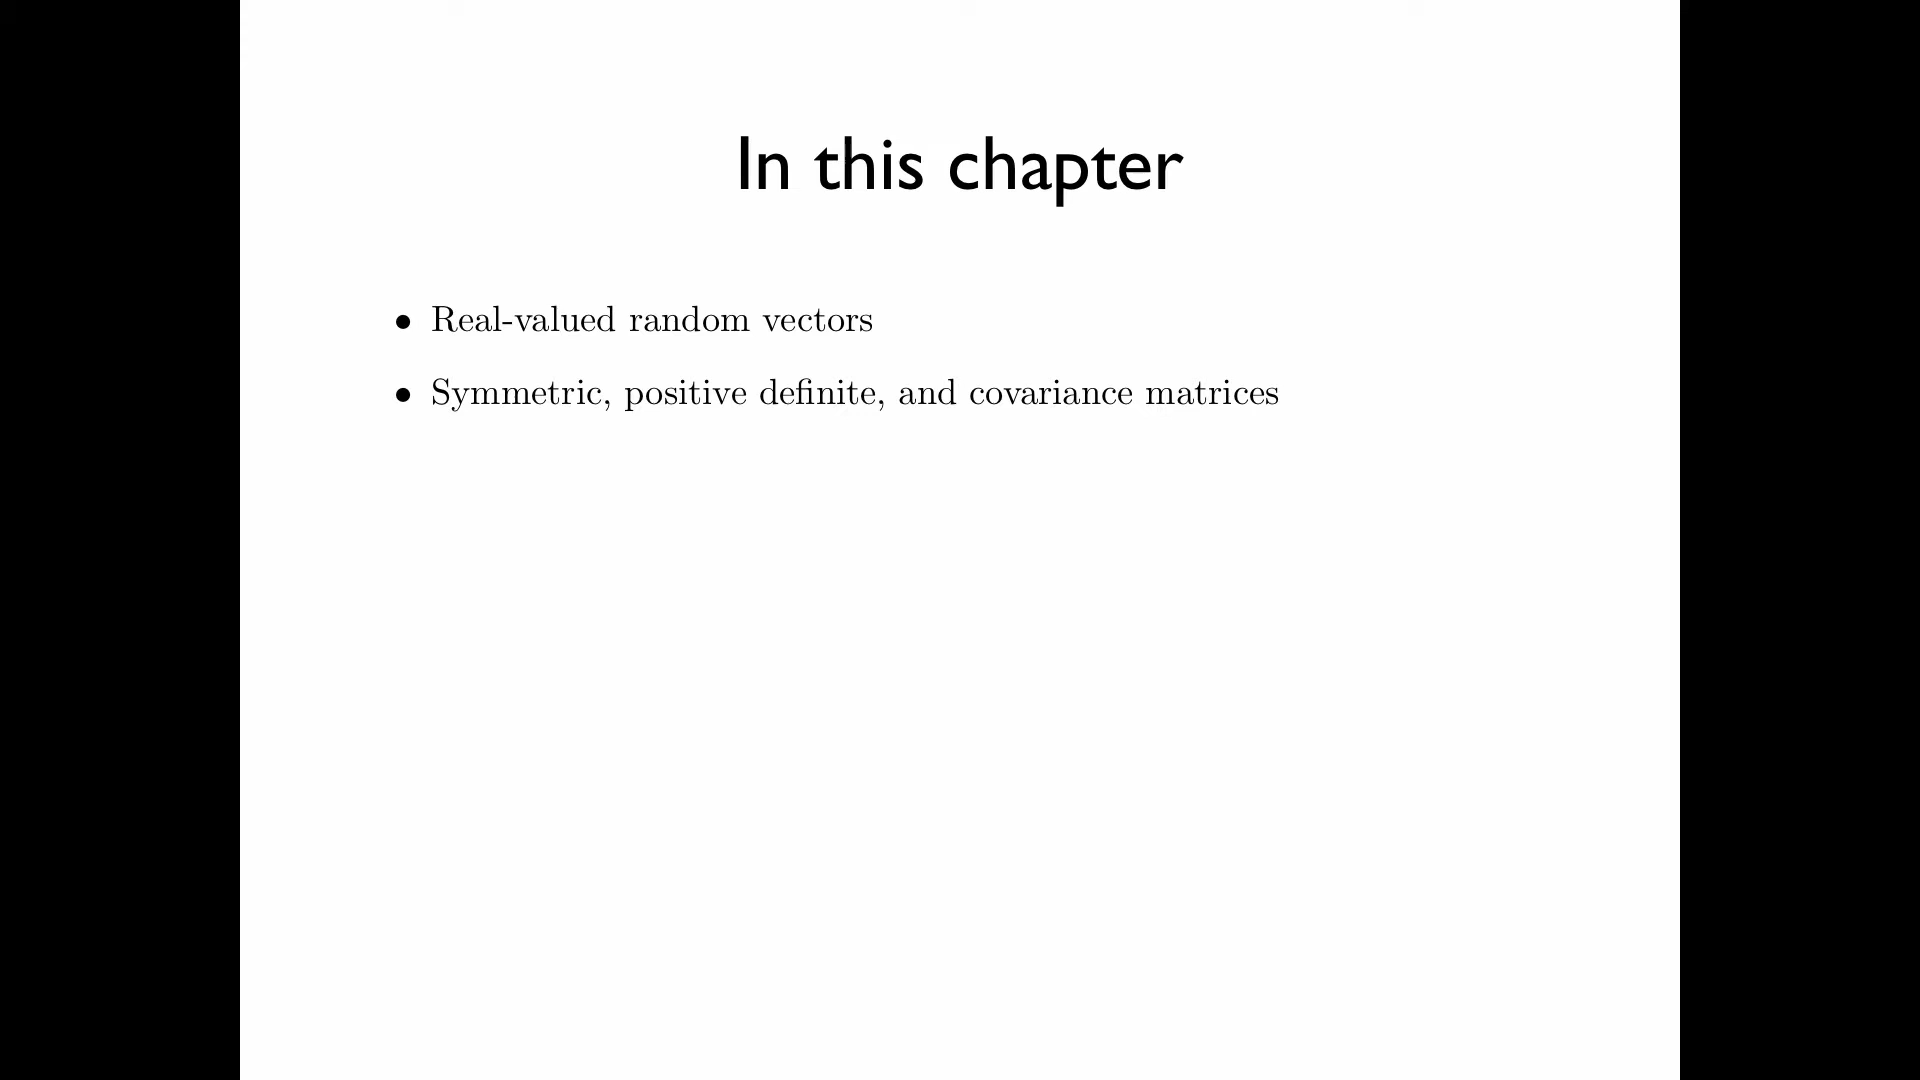 In this chapter
• Real-valued random vectors
• Symmetric, positive definite, and covariance matrices